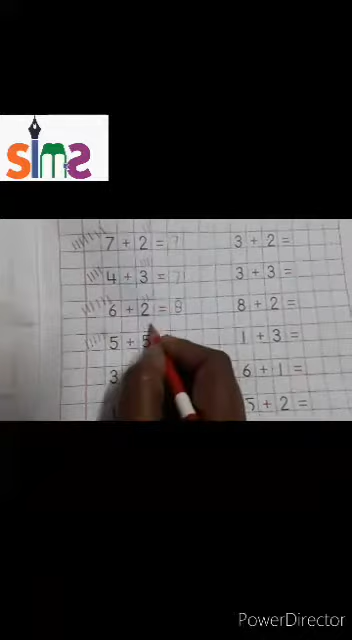 SIMS
7 + 2 = 9 3 + 2 =
4 + 3 = 7 3 + 3 =
6 + 2 = 8 8 + 2 =
5 + 5 1 + 3 =
3 6 + 1 =
5 + 2 =
PowerDirector